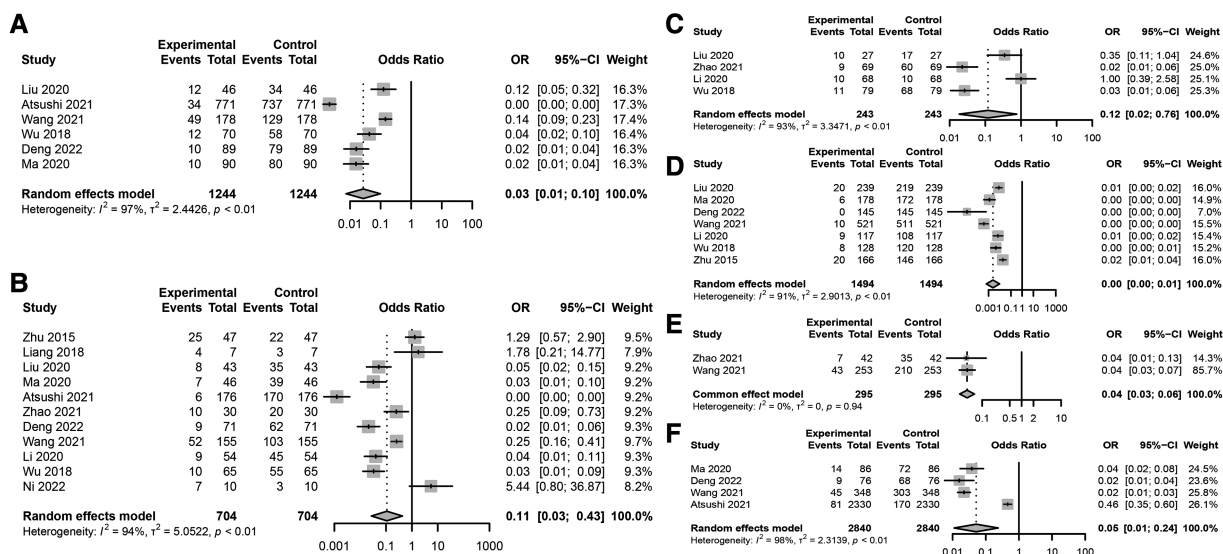 A
Experimental Control
Study Events Total Events Total Odds Ratio OR 95%−CI Weight
Liu 2020 12 46 34 46 0.12 [0.05; 0.32] 16.3%
Atsushi 2021 34 771 737 771 0.00 [0.00; 0.00] 17.3%
Wang 2021 49 178 129 178 0.14 [0.09; 0.23] 17.4%
Wu 2018 12 70 58 70 0.04 [0.02; 0.10] 16.4%
Deng 2022 10 89 79 89 0.02 [0.01; 0.04] 16.3%
Ma 2020 10 90 80 90 0.02 [0.01; 0.04] 16.3%
Random effects model 1244 1244 0.03 [0.01; 0.10] 100.0%
Heterogeneity: I² = 97%, τ² = 2.4426, p < 0.01
0.01 0.1 1 10 100
B
Experimental Control
Study Events Total Events Total Odds Ratio OR 95%−CI Weight
Zhu 2015 25 47 22 47 1.29 [0.57; 2.90] 9.5%
Liang 2018 4 7 3 7 1.78 [0.21; 14.77] 7.9%
Liu 2020 8 43 35 43 0.05 [0.02; 0.15] 9.2%
Ma 2020 7 46 39 46 0.03 [0.01; 0.10] 9.2%
Atsushi 2021 6 176 170 176 0.00 [0.00; 0.00] 9.2%
Zhao 2021 10 30 20 30 0.25 [0.09; 0.73] 9.2%
Deng 2022 9 71 62 71 0.02 [0.01; 0.06] 9.3%
Wang 2021 52 155 103 155 0.25 [0.16; 0.41] 9.7%
Li 2020 9 54 45 54 0.04 [0.01; 0.11] 9.3%
Wu 2018 10 65 55 65 0.03 [0.01; 0.09] 9.3%
Ni 2022 7 10 3 10 5.44 [0.80; 36.87] 8.2%
Random effects model 704 704 0.11 [0.03; 0.43] 100.0%
Heterogeneity: I² = 94%, τ² = 5.0522, p < 0.01
0.001 0.1 1 10 1000
C
Experimental Control
Study Events Total Events Total Odds Ratio OR 95%−CI Weight
Liu 2020 10 27 17 27 0.35 [0.11; 1.04] 24.6%
Zhao 2021 9 69 60 69 0.02 [0.01; 0.06] 25.0%
Li 2020 10 68 10 68 1.00 [0.39; 2.58] 25.1%
Wu 2018 11 79 68 79 0.03 [0.01; 0.06] 25.3%
Random effects model 243 243 0.12 [0.02; 0.76] 100.0%
Heterogeneity: I² = 93%, τ² = 3.3471, p < 0.01
0.01 0.1 1 10 100
D
Experimental Control
Study Events Total Events Total Odds Ratio OR 95%−CI Weight
Liu 2020 20 239 219 239 0.01 [0.00; 0.02] 16.0%
Ma 2020 6 178 172 178 0.00 [0.00; 0.00] 14.9%
Deng 2022 0 145 145 145 0.00 [0.00; 0.00] 7.0%
Wang 2021 10 521 511 521 0.00 [0.00; 0.00] 15.5%
Li 2020 9 117 108 117 0.01 [0.00; 0.02] 15.4%
Wu 2018 8 128 120 128 0.00 [0.00; 0.01] 15.2%
Zhu 2015 20 166 146 166 0.02 [0.01; 0.04] 16.0%
Random effects model 1494 1494 0.00 [0.00; 0.01] 100.0%
Heterogeneity: I² = 91%, τ² = 2.9013, p < 0.01
0.001 0.1 1 10 1000
E
Experimental Control
Study Events Total Events Total Odds Ratio OR 95%−CI Weight
Zhao 2021 7 42 35 42 0.04 [0.01; 0.13] 14.3%
Wang 2021 43 253 210 253 0.04 [0.03; 0.07] 85.7%
Common effect model 295 295 0.04 [0.03; 0.06] 100.0%
Heterogeneity: I² = 0%, τ² = 0, p = 0.94
0.1 0.5 1 2 10
F
Experimental Control
Study Events Total Events Total Odds Ratio OR 95%−CI Weight
Ma 2020 14 86 72 86 0.04 [0.02; 0.08] 24.5%
Deng 2022 9 76 68 76 0.02 [0.01; 0.04] 23.6%
Wang 2021 45 348 303 348 0.02 [0.01; 0.03] 25.8%
Atsushi 2021 81 2330 170 2330 0.46 [0.35; 0.60] 26.1%
Random effects model 2840 2840 0.05 [0.01; 0.24] 100.0%
Heterogeneity: I² = 98%, τ² = 2.3139, p < 0.01
0.01 0.1 1 10 100